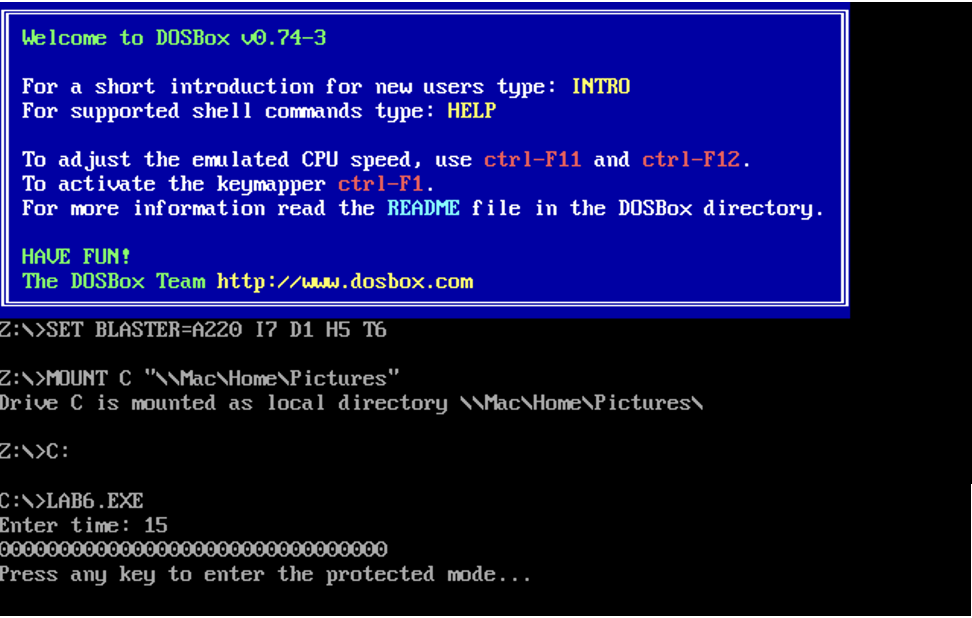 Welcome to DOSBox v0.74-3
For a short introduction for new users type: INTRO
For supported shell commands type: HELP
To adjust the emulated CPU speed, use ctrl-F11 and ctrl-F12.
To activate the keymapper ctrl-F1.
For more information read the README file in the DOSBox directory.
HAVE FUN!
The DOSBox Team http://www.dosbox.com
Z:\>SET BLASTER=A220 I7 D1 H5 T6
Z:\>MOUNT C "\\Mac\Home\Pictures"
Drive C is mounted as local directory \\Mac\Home\Pictures\
Z:\>C:
C:\>LAB6.EXE
Enter time: 15
00000000000000000000000000000000
Press any key to enter the protected mode...